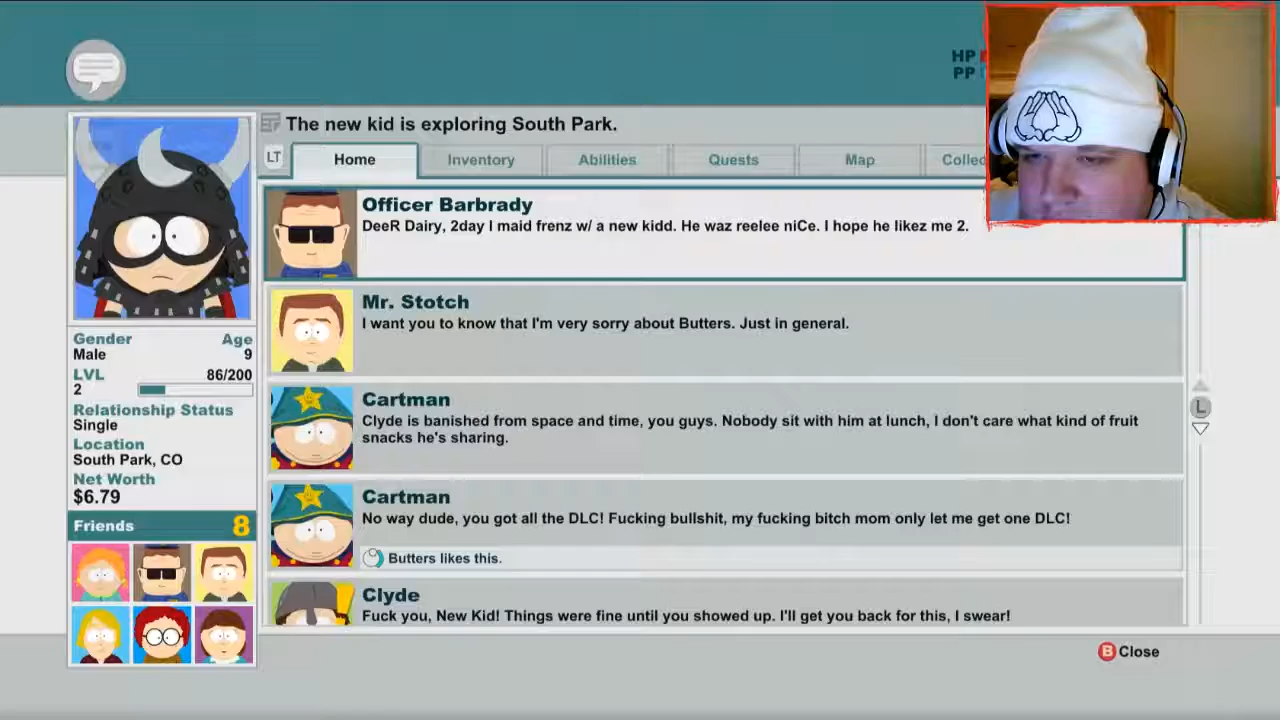 HP
PP
The new kid is exploring South Park.
LT
Home
Inventory
Abilities
Quests
Map
Officer Barbrady
DeeR Dairy, 2day I maid frenz w/ a new kidd. He waz reelee niCe. I hope he likez me 2.
Mr. Stotch
I want you to know that I'm very sorry about Butters. Just in general.
Cartman
Clyde is banished from space and time, you guys. Nobody sit with him at lunch, I don't care what kind of fruit
snacks he's sharing.
Cartman
No way dude, you got all the DLC! Fucking bullshit, my fucking bitch mom only let me get one DLC!
Butters likes this.
Clyde
Fuck you, New Kid! Things were fine until you showed up. I'll get you back for this, I swear!
Gender
Age
Male
9
LVL
86/200
2
Relationship Status
Single
Location
South Park, CO
Net Worth
$6.79
Friends
8
L
B Close